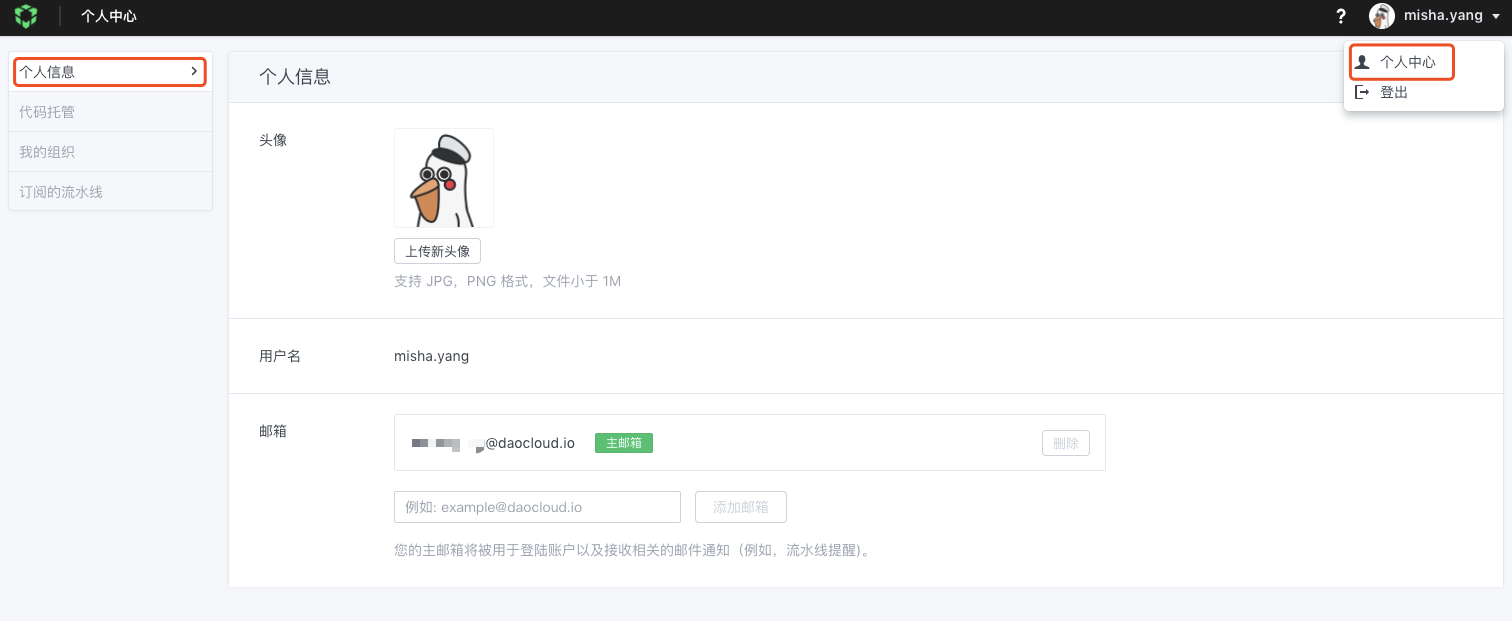 个人中心
? misha.yang
个人中心
登出
个人信息
代码托管
我的组织
订阅的流水线
个人信息
头像
上传新头像
支持 JPG，PNG 格式，文件小于 1M
用户名 misha.yang
邮箱 @daocloud.io 主邮箱 删除
例如: example@daocloud.io 添加邮箱
您的主邮箱将被用于登陆账户以及接收相关的邮件通知（例如，流水线提醒）。